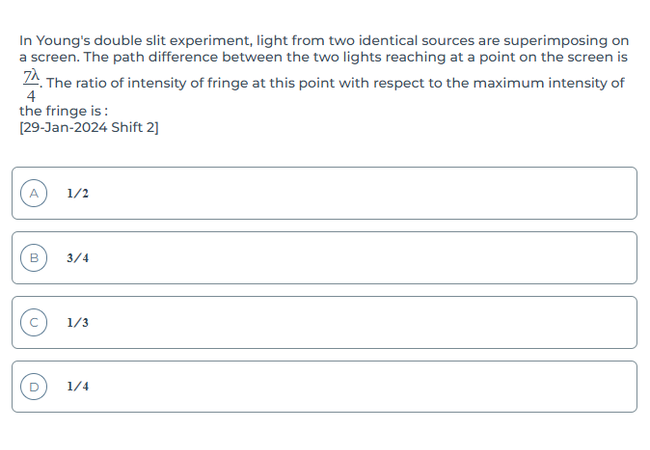 In Young's double slit experiment, light from two identical sources are superimposing on
a screen. The path difference between the two lights reaching at a point on the screen is
7λ/4. The ratio of intensity of fringe at this point with respect to the maximum intensity of
the fringe is :
[29-Jan-2024 Shift 2]
A 1/2
B 3/4
C 1/3
D 1/4